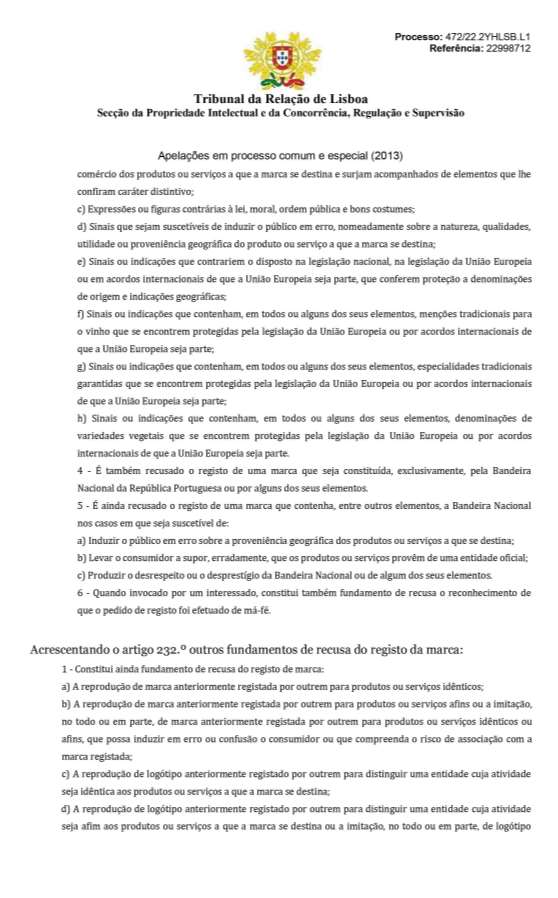 Processo: 472/22.2YHLSB.L1
Referência: 22998712
Tribunal da Relação de Lisboa
Secção da Propriedade Intelectual e da Concorrência, Regulação e Supervisão
Apelações em processo comum e especial (2013)
comércio dos produtos ou serviços a que a marca se destina e surjam acompanhados de elementos que lhe
confiram caráter distintivo;
c) Expressões ou figuras contrárias à lei, moral, ordem pública e bons costumes;
d) Sinais que sejam suscetíveis de induzir o público em erro, nomeadamente sobre a natureza, qualidades,
utilidade ou proveniência geográfica do produto ou serviço a que a marca se destina;
e) Sinais ou indicações que contrariem o disposto na legislação nacional, na legislação da União Europeia
ou em acordos internacionais de que a União Europeia seja parte, que conferem proteção a denominações
de origem e indicações geográficas;
f) Sinais ou indicações que contenham, em todos ou alguns dos seus elementos, menções tradicionais para
o vinho que se encontrem protegidas pela legislação da União Europeia ou por acordos internacionais de
que a União Europeia seja parte;
g) Sinais ou indicações que contenham, em todos ou alguns dos seus elementos, especialidades tradicionais
garantidas que se encontrem protegidas pela legislação da União Europeia ou por acordos internacionais
de que a União Europeia seja parte;
h) Sinais ou indicações que contenham, em todos ou alguns dos seus elementos, denominações de
variedades vegetais que se encontrem protegidas pela legislação da União Europeia ou por acordos
internacionais de que a União Europeia seja parte.
4 - É também recusado o registo de uma marca que seja constituída, exclusivamente, pela Bandeira
Nacional da República Portuguesa ou por alguns dos seus elementos.
5 - É ainda recusado o registo de uma marca que contenha, entre outros elementos, a Bandeira Nacional
nos casos em que seja suscetível de:
a) Induzir o público em erro sobre a proveniência geográfica dos produtos ou serviços a que se destina;
b) Levar o consumidor a supor, erradamente, que os produtos ou serviços provêm de uma entidade oficial;
c) Produzir o desrespeito ou o desprestígio da Bandeira Nacional ou de algum dos seus elementos.
6 - Quando invocado por um interessado, constitui também fundamento de recusa o reconhecimento de
que o pedido de registo foi efetuado de má-fé.
Acrescentando o artigo 232.º outros fundamentos de recusa do registo da marca:
1 - Constitui ainda fundamento de recusa do registo de marca:
a) A reprodução de marca anteriormente registada por outrem para produtos ou serviços idênticos;
b) A reprodução de marca anteriormente registada por outrem para produtos ou serviços afins ou a imitação,
no todo ou em parte, de marca anteriormente registada por outrem para produtos ou serviços idênticos ou
afins, que possa induzir em erro ou confusão o consumidor ou que compreenda o risco de associação com a
marca registada;
c) A reprodução de logótipo anteriormente registado por outrem para distinguir uma entidade cuja atividade
seja idêntica aos produtos ou serviços a que a marca se destina;
d) A reprodução de logótipo anteriormente registado por outrem para distinguir uma entidade cuja atividade
seja afim aos produtos ou serviços a que a marca se destina ou a imitação, no todo ou em parte, de logótipo